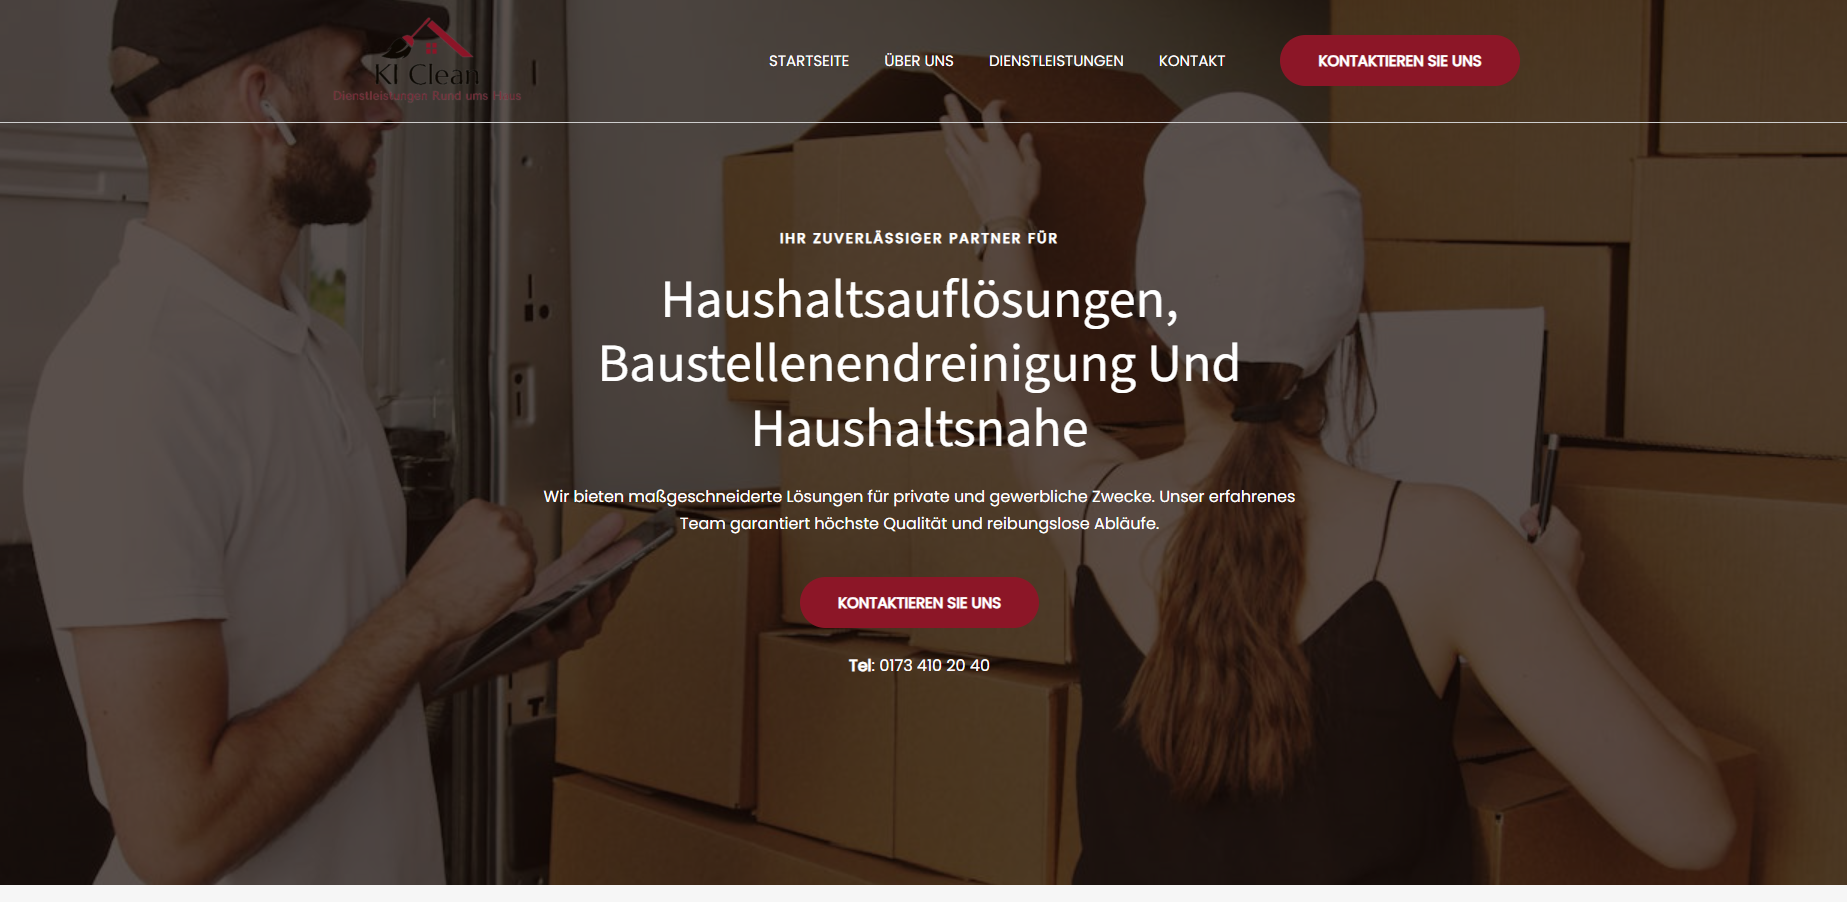 KI Clean
Dienstleistungen Rund ums Haus
STARTSEITE ÜBER UNS DIENSTLEISTUNGEN KONTAKT KONTAKTIEREN SIE UNS
IHR ZUVERLÄSSIGER PARTNER FÜR
Haushaltsauflösungen,
Baustellenendreinigung Und
Haushaltsnahe
Wir bieten maßgeschneiderte Lösungen für private und gewerbliche Zwecke. Unser erfahrenes
Team garantiert höchste Qualität und reibungslose Abläufe.
KONTAKTIEREN SIE UNS
Tel: 0173 410 20 40